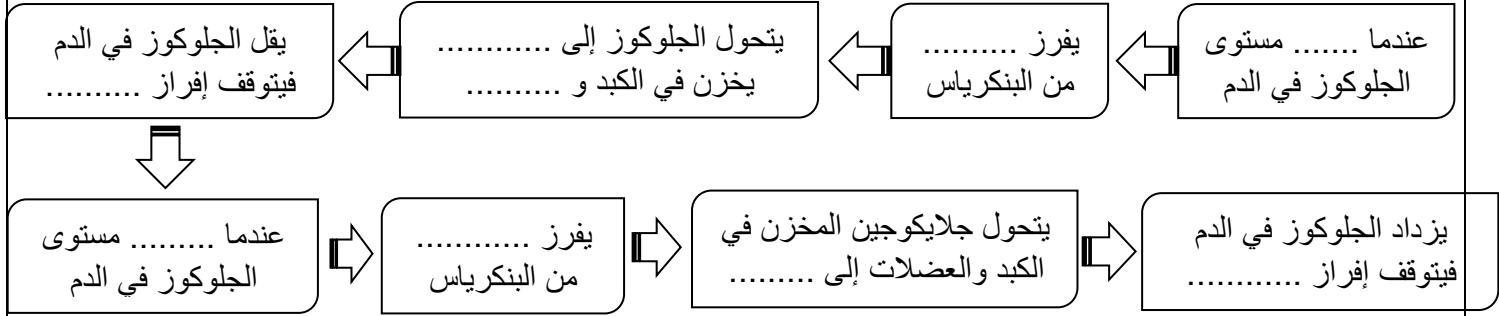 عندما ....... مستوى
الجلوكوز في الدم
يفرز ..........
من البنكرياس
يتحول الجلوكوز إلى ............
يخزن في الكبد و ..........
يقل الجلوكوز في الدم
فيتوقف إفراز ..........
عندما ......... مستوى
الجلوكوز في الدم
يفرز ............
من البنكرياس
يتحول جلايكوجين المخزن في
الكبد والعضلات إلى .........
يزداد الجلوكوز في الدم
فيتوقف إفراز ............